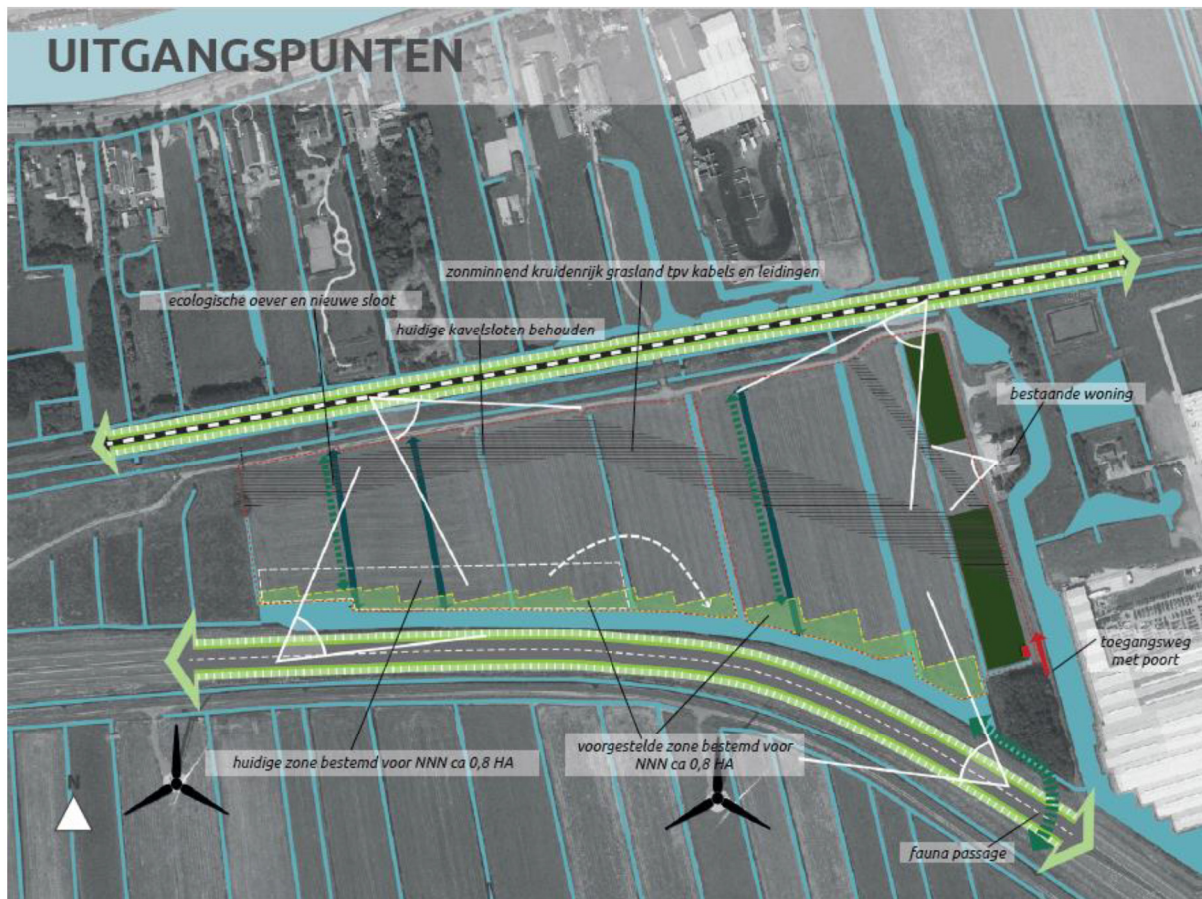 UITGANGSPUNTEN
zonminnend kruidenrijk grasland tpv kabels en leidingen
ecologische oever en nieuwe sloot
huidige kavelsloten behouden
bestaande woning
toegangsweg
met poort
huidige zone bestemd voor NNN ca 0,8 HA
voorgestelde zone bestemd voor
NNN ca 0,8 HA
N
fauna passage